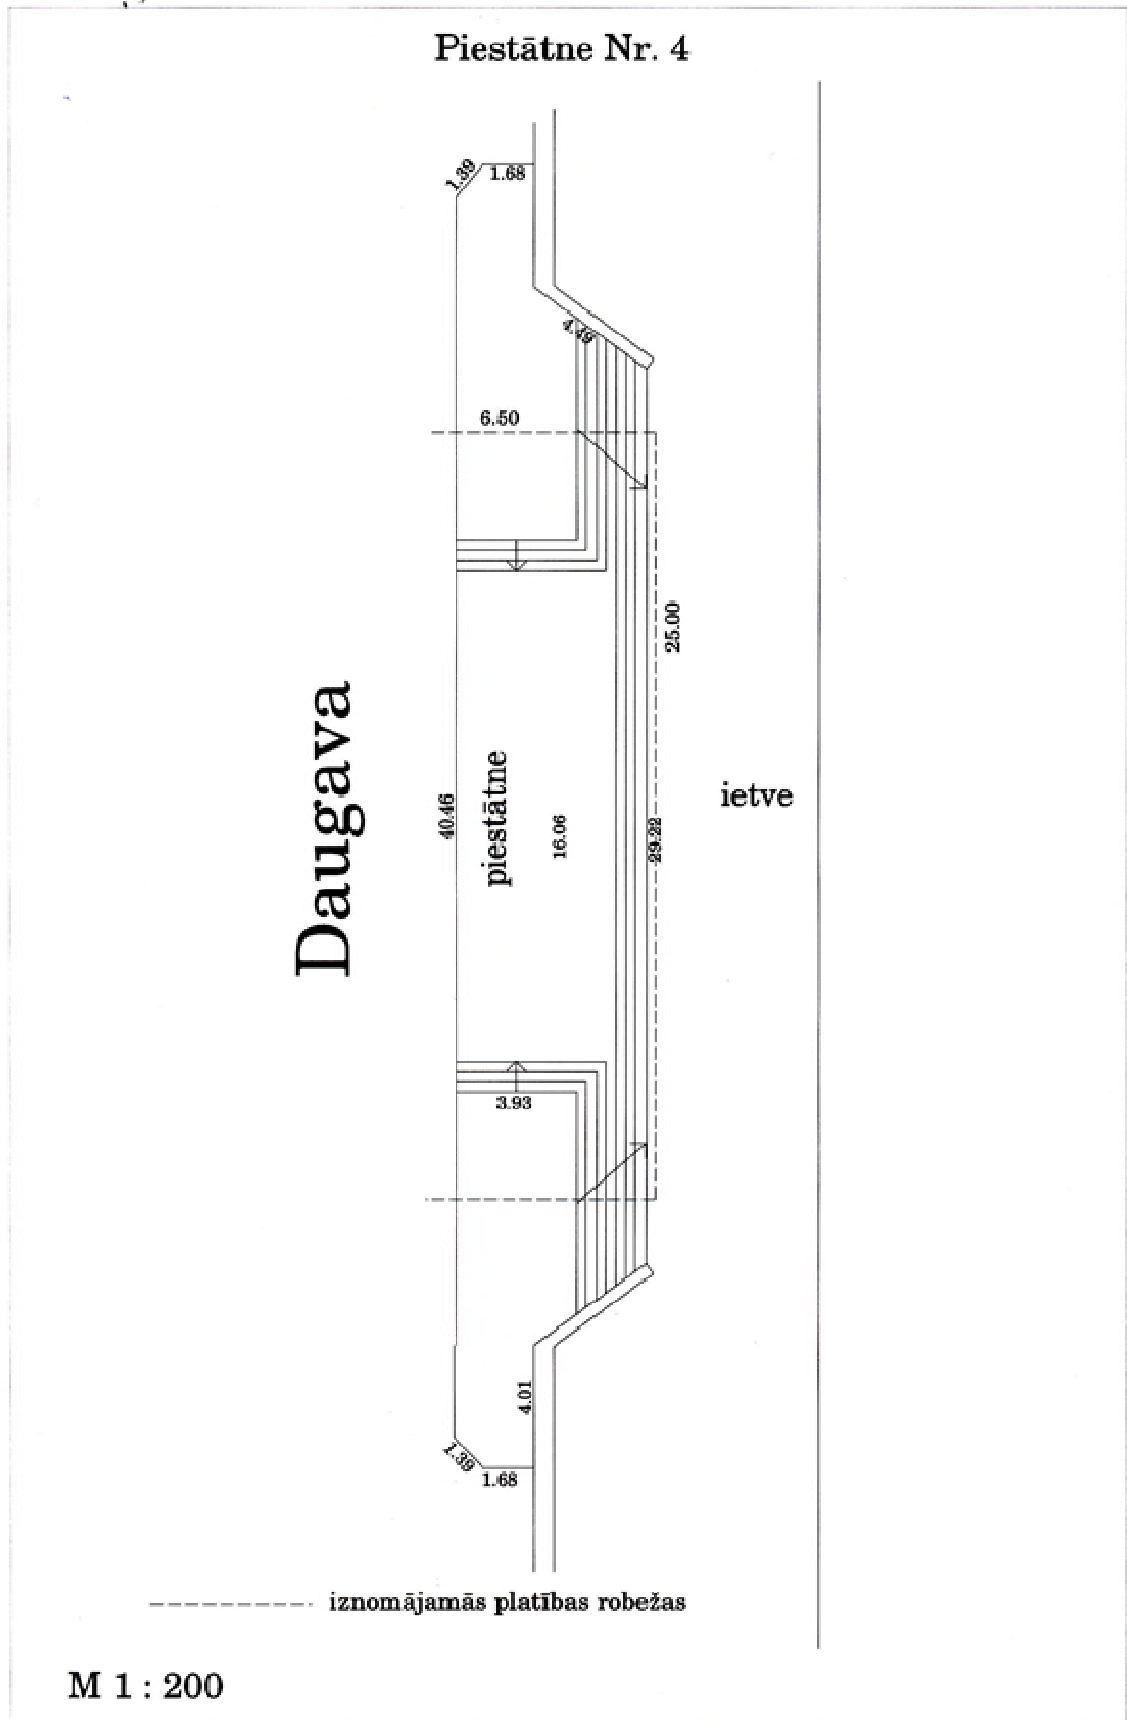 Piestātne Nr. 4
1.39
1.68
4.49
6.50
25.00
Daugava
40.46
piestātne
16.06
29.22
ietve
3.93
4.01
1.39
1.68
iznomājamās platības robežas
M 1 : 200